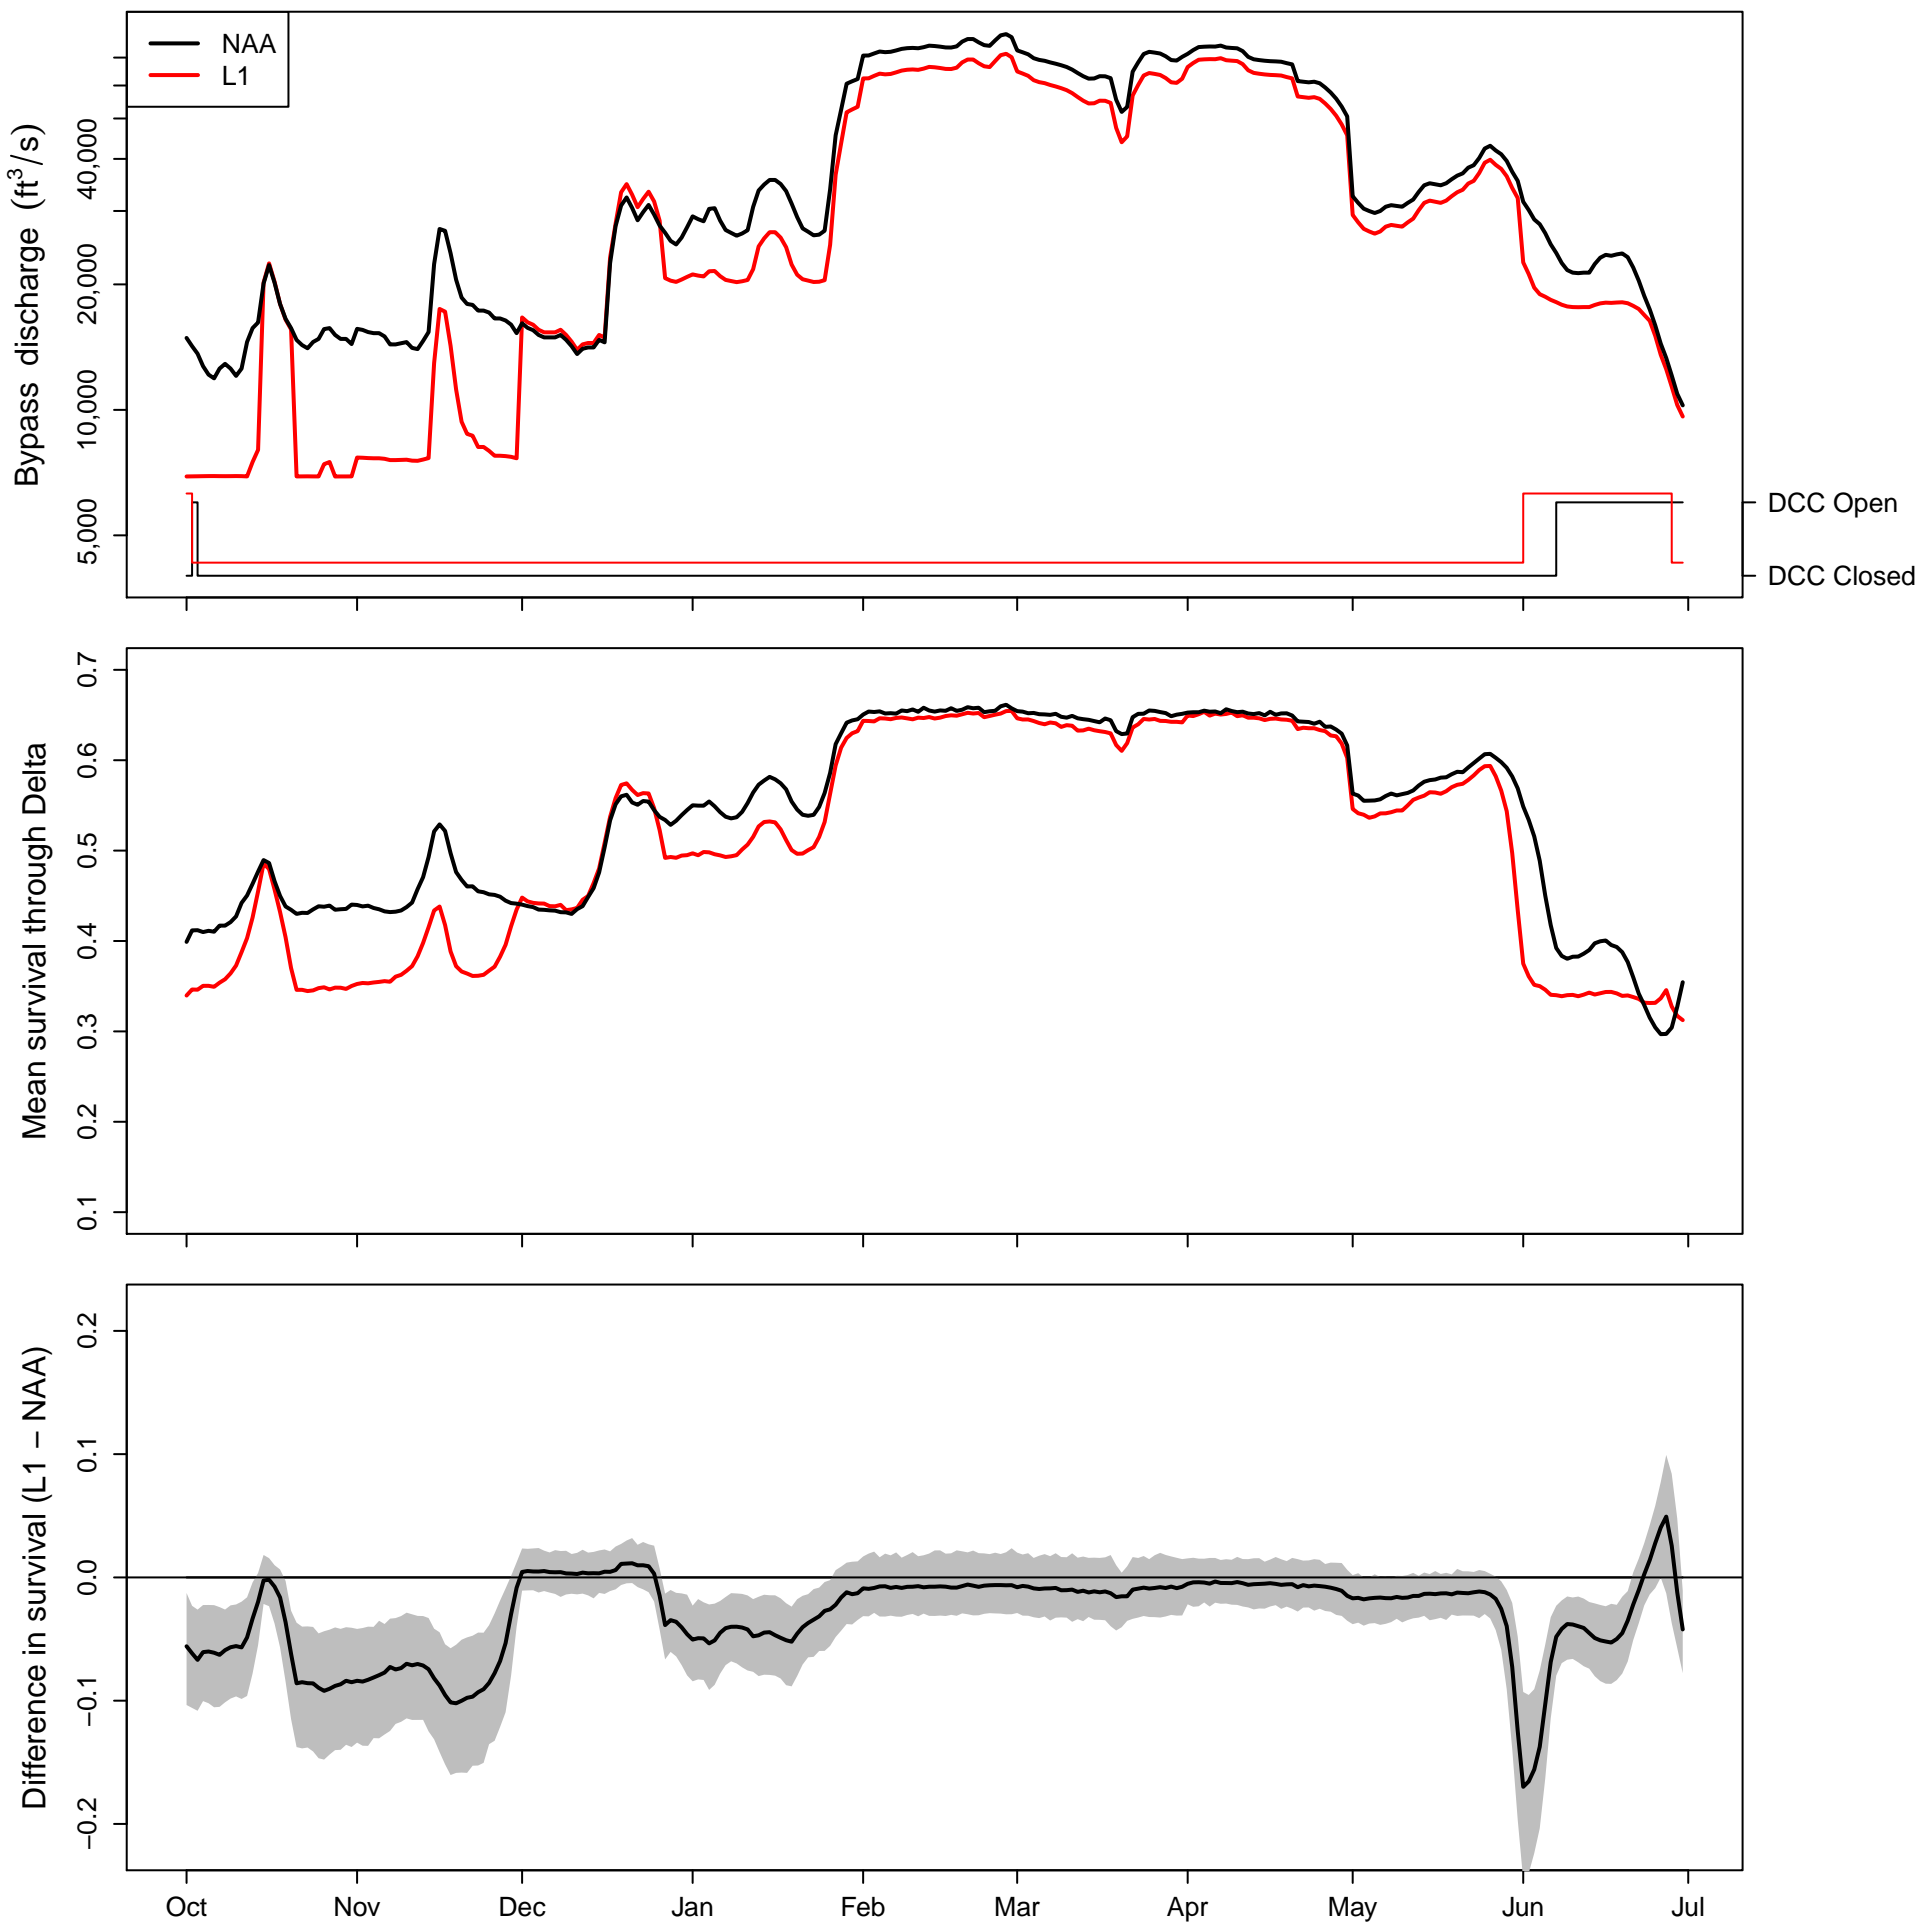 NAA
L1
Bypass discharge (ft³/s)
40,000
20,000
10,000
5,000
DCC Open
DCC Closed
Mean survival through Delta
0.7
0.6
0.5
0.4
0.3
0.2
0.1
Difference in survival (L1 − NAA)
0.2
0.1
0.0
−0.1
−0.2
Oct Nov Dec Jan Feb Mar Apr May Jun Jul